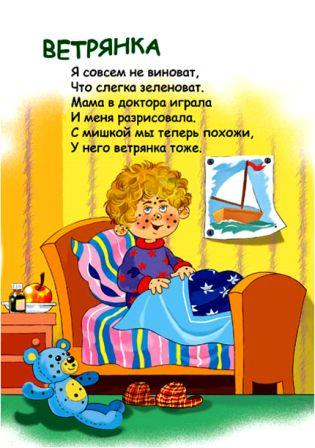 ВЕТРЯНКА
Я совсем не виноват,
Что слегка зеленоват.
Мама в доктора играла
И меня разрисовала.
С мишкой мы теперь похожи,
У него ветрянка тоже.